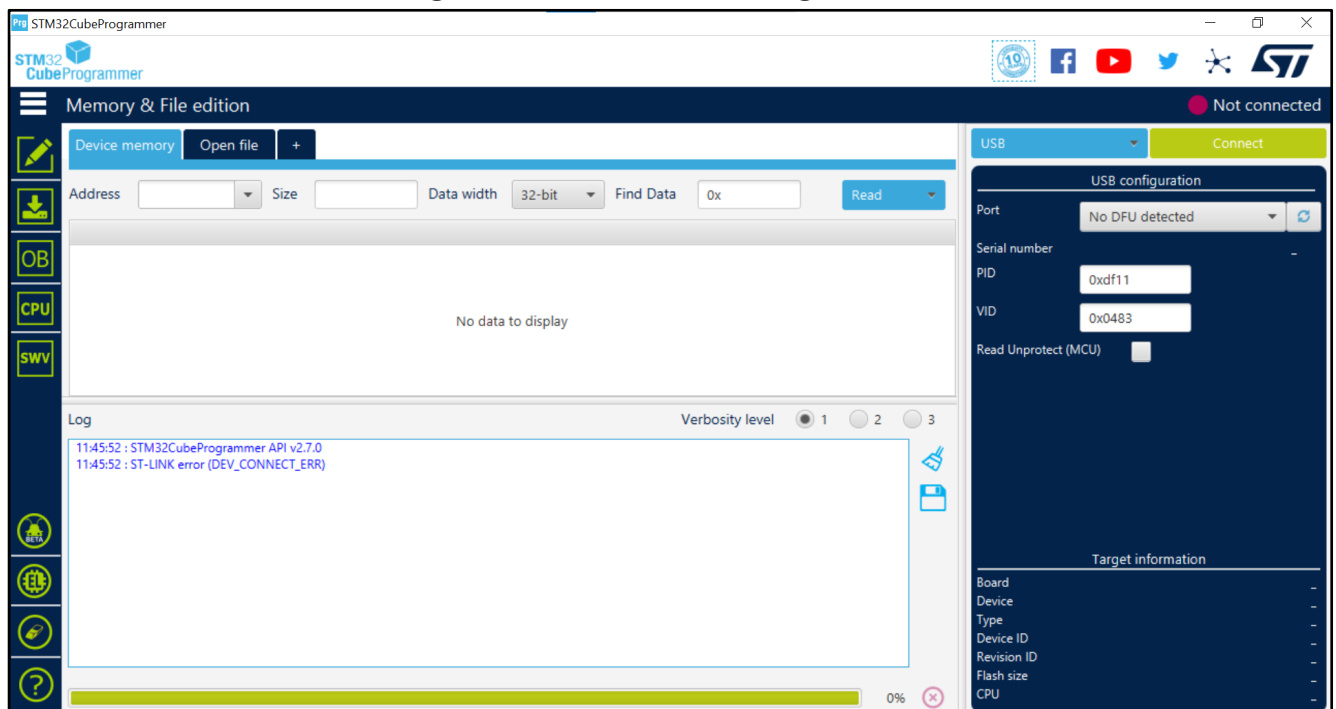 Prg STM32CubeProgrammer
STM32
CubeProgrammer
10
f
Memory & File edition
Not connected
Device memory Open file +
Address Size Data width 32-bit Find Data 0x Read
No data to display
OB
CPU
SWV
Log Verbosity level 1 2 3
11:45:52 : STM32CubeProgrammer API v2.7.0
11:45:52 : ST-LINK error (DEV_CONNECT_ERR)
BETA
EL
?
0%
USB Connect
USB configuration
Port No DFU detected
Serial number _
PID 0xdf11
VID 0x0483
Read Unprotect (MCU)
Target information
Board _
Device _
Type _
Device ID _
Revision ID _
Flash size _
CPU _